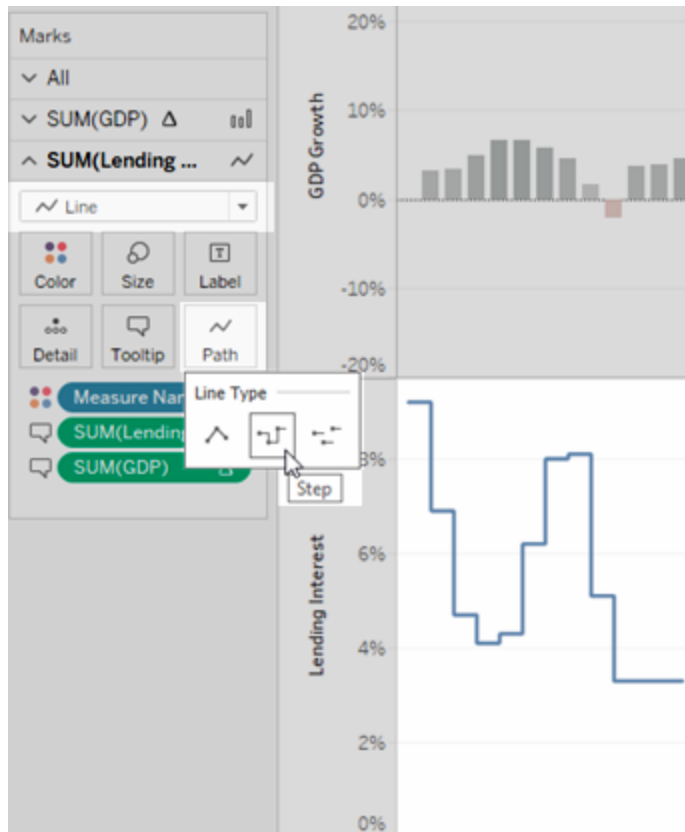 Marks
All
SUM(GDP) Δ
SUM(Lending ...
Line
Color
Size
Label
Detail
Tooltip
Path
Measure Nar
SUM(Lending
SUM(GDP)
Line Type
Step
20%
10%
0%
-10%
-20%
GDP Growth
8%
6%
4%
2%
0%
Lending Interest